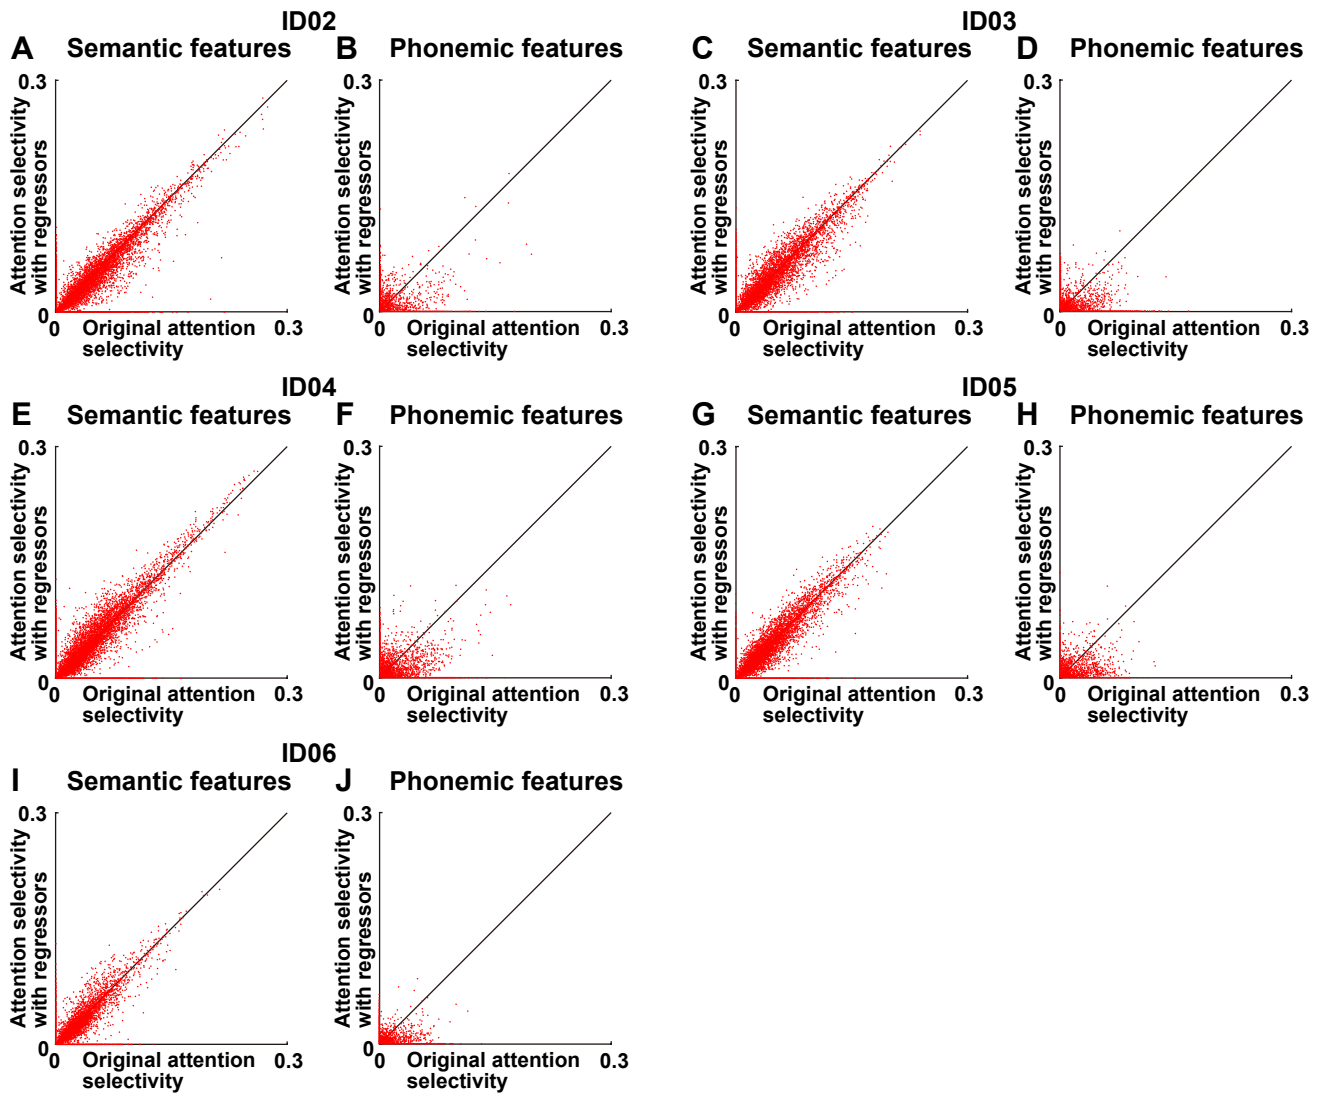 ID02
A Semantic features
B Phonemic features
0.3
Attention selectivity
with regressors
0
0 Original attention 0.3
selectivity
0.3
Attention selectivity
with regressors
0
0 Original attention 0.3
selectivity
ID03
C Semantic features
D Phonemic features
0.3
Attention selectivity
with regressors
0
0 Original attention 0.3
selectivity
0.3
Attention selectivity
with regressors
0
0 Original attention 0.3
selectivity
ID04
E Semantic features
F Phonemic features
0.3
Attention selectivity
with regressors
0
0 Original attention 0.3
selectivity
0.3
Attention selectivity
with regressors
0
0 Original attention 0.3
selectivity
ID05
G Semantic features
H Phonemic features
0.3
Attention selectivity
with regressors
0
0 Original attention 0.3
selectivity
0.3
Attention selectivity
with regressors
0
0 Original attention 0.3
selectivity
ID06
I Semantic features
J Phonemic features
0.3
Attention selectivity
with regressors
0
0 Original attention 0.3
selectivity
0.3
Attention selectivity
with regressors
0
0 Original attention 0.3
selectivity